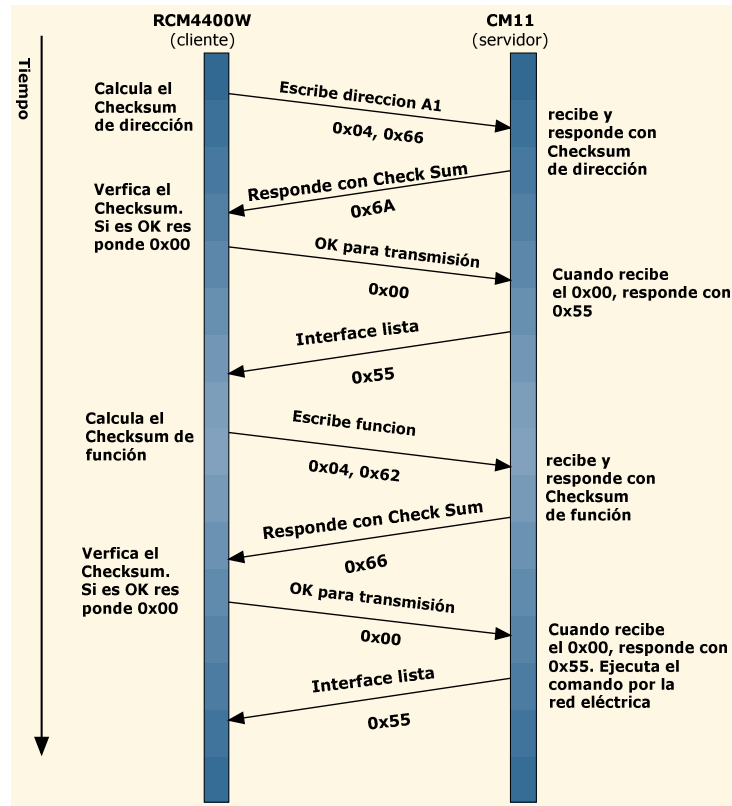 RCM4400W
(cliente)
CM11
(servidor)
Tiempo
Calcula el
Checksum
de dirección
Escribe direccion A1
0x04, 0x66
recibe y
responde con
Checksum
de dirección
Responde con Check Sum
0x6A
Verfica el
Checksum.
Si es OK res
ponde 0x00
OK para transmisión
0x00
Cuando recibe
el 0x00, responde con
0x55
Interface lista
0x55
Calcula el
Checksum de
función
Escribe funcion
0x04, 0x62
recibe y
responde con
Checksum
de función
Responde con Check Sum
0x66
Verfica el
Checksum.
Si es OK res
ponde 0x00
OK para transmisión
0x00
Cuando recibe
el 0x00, responde con
0x55. Ejecuta el
comando por la
red eléctrica
Interface lista
0x55